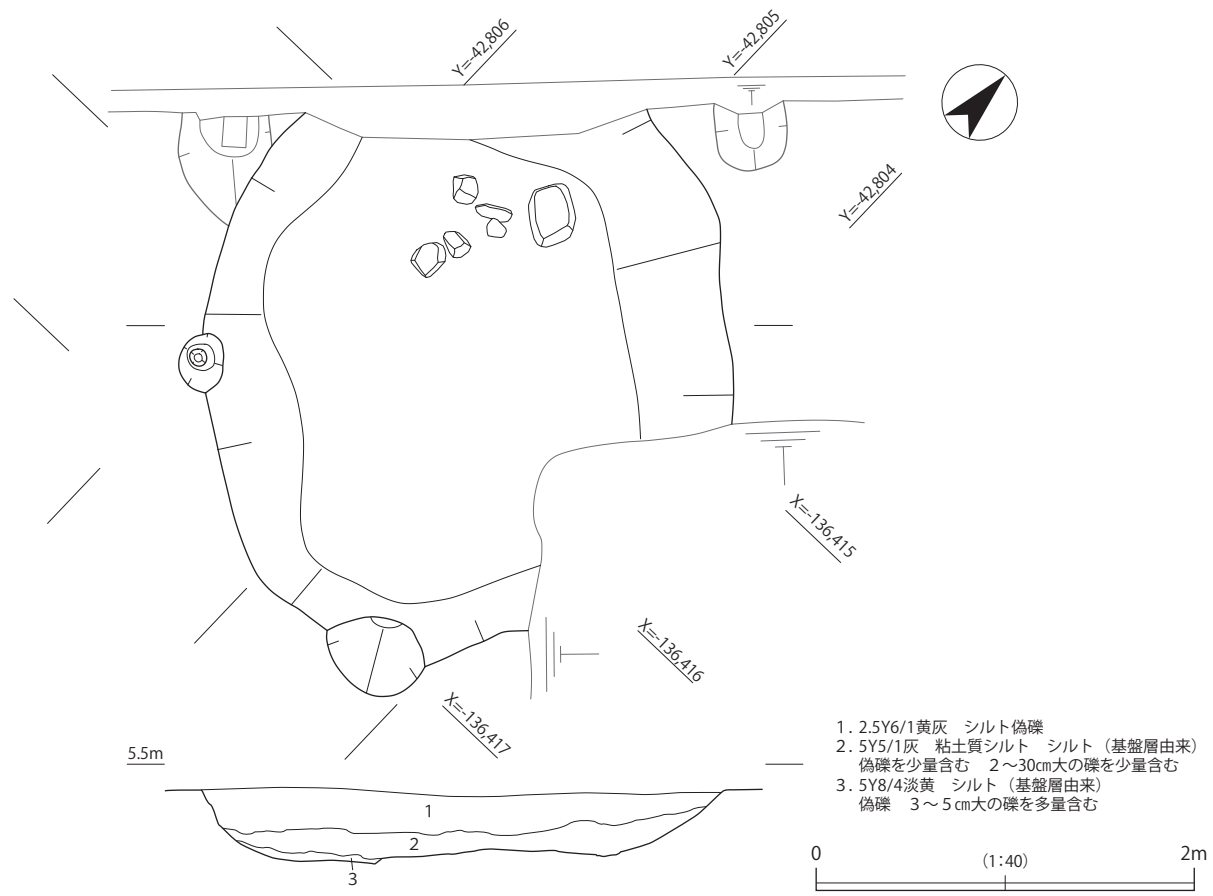 Y=-42,806
Y=-42,805
Y=-42,804
X=-136,415
X=-136,416
X=-136,417
5.5m
1
2
3
1．2.5Y6/1黄灰　シルト偽礫
2．5Y5/1灰　粘土質シルト　シルト（基盤層由来）
偽礫を少量含む　２～30㎝大の礫を少量含む
3．5Y8/4淡黄　シルト（基盤層由来）
偽礫　３～５㎝大の礫を多量含む
0
(1:40)
2m